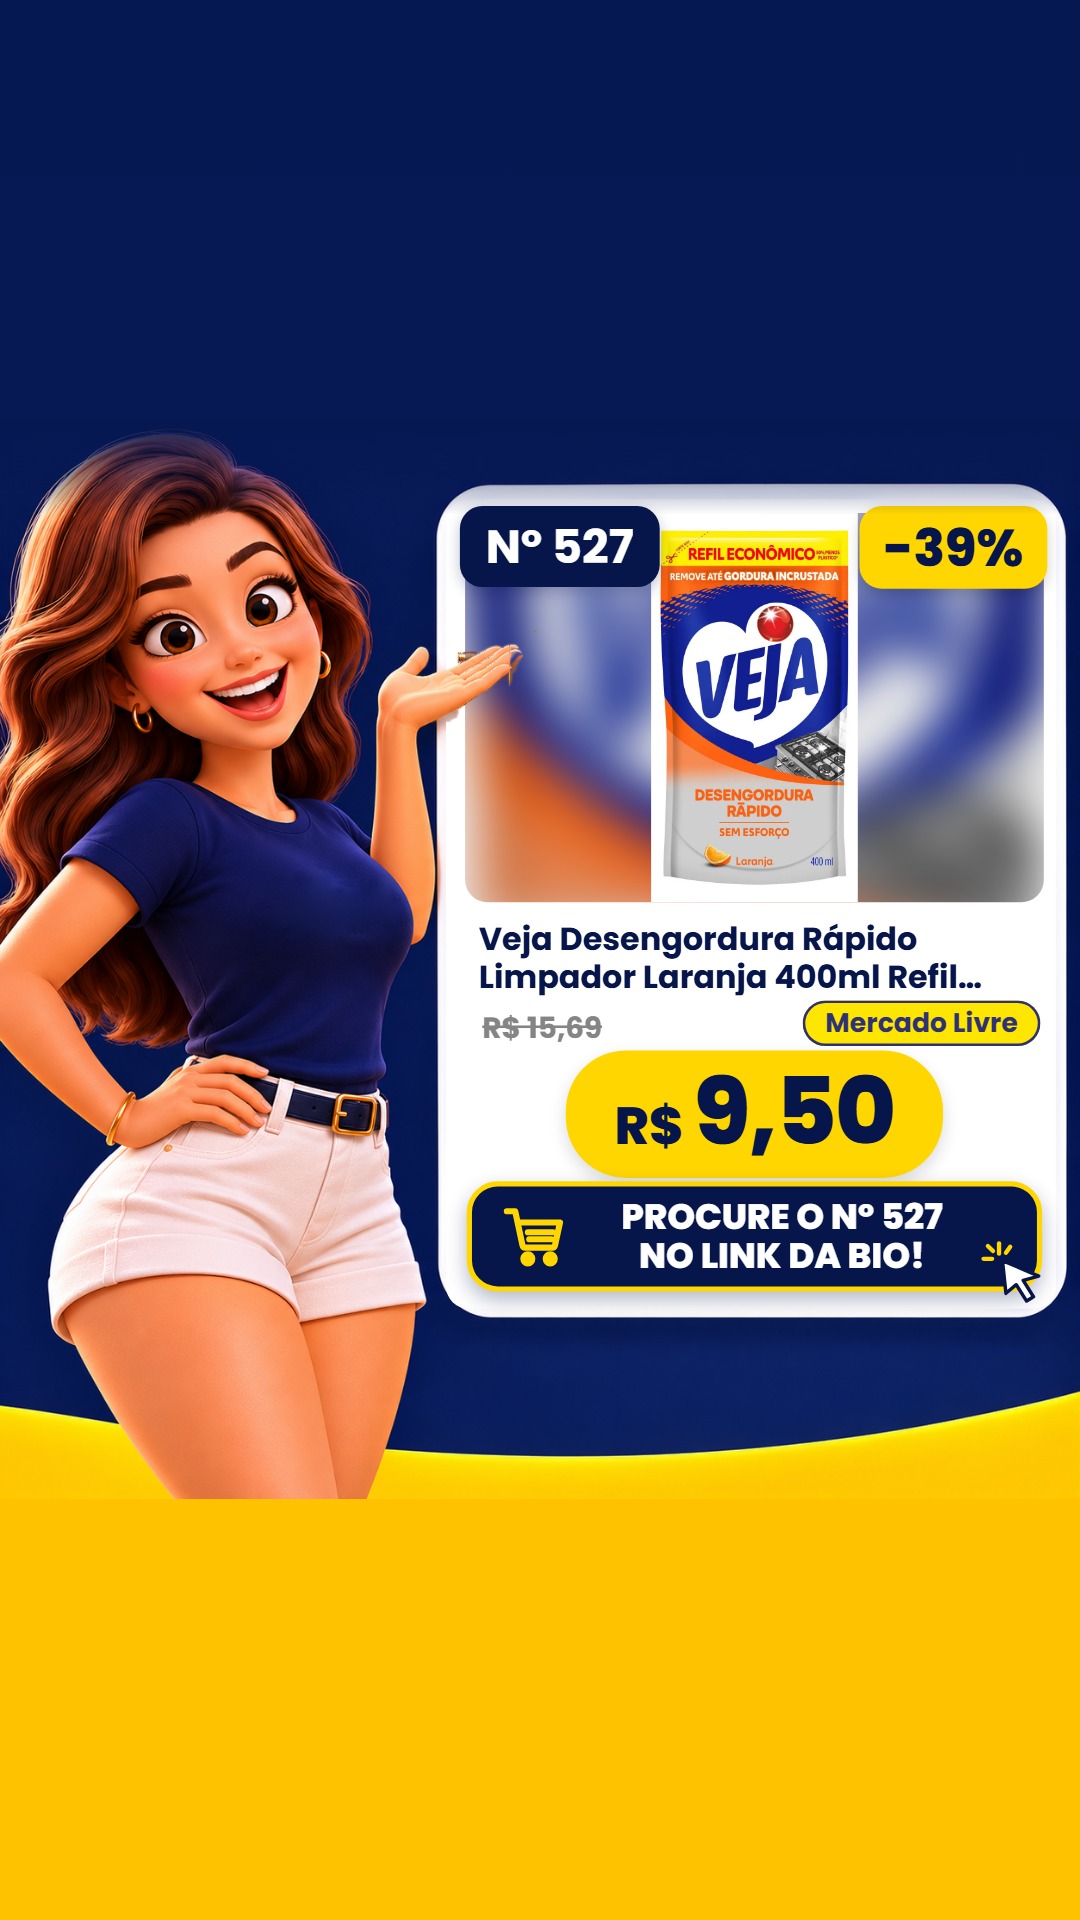 Nº 527
-39%
REFIL ECONÔMICO
REMOVE ATÉ GORDURA INCRUSTADA
VEJA
DESENGORDURA
RÁPIDO
SEM ESFORÇO
Laranja
400 ml
Veja Desengordura Rápido
Limpador Laranja 400ml Refil...
R$ 15,69
Mercado Livre
R$ 9,50
PROCURE O Nº 527
NO LINK DA BIO!